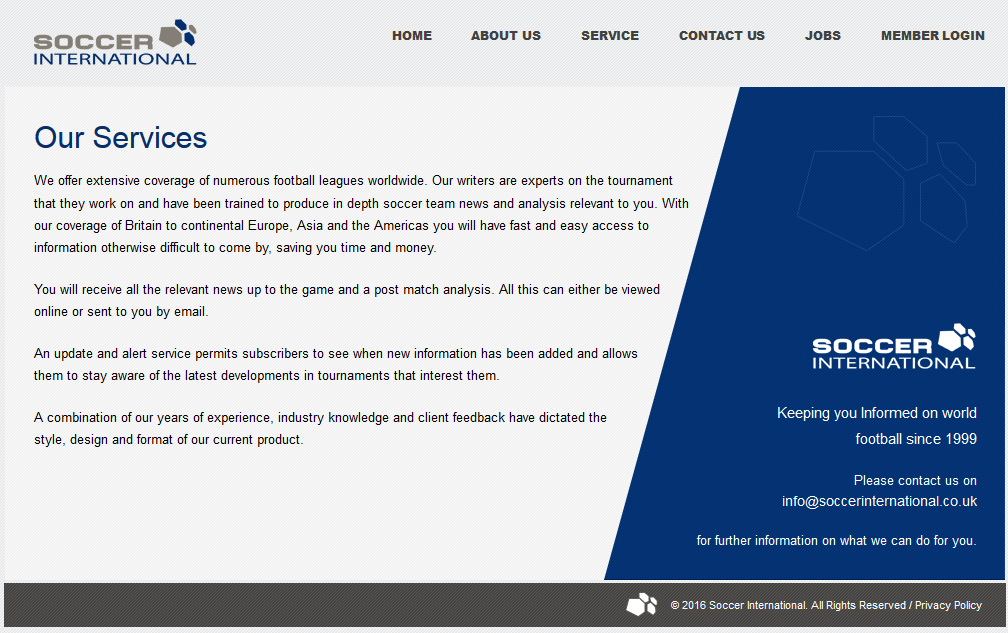 SOCCER
INTERNATIONAL
HOME ABOUT US SERVICE CONTACT US JOBS MEMBER LOGIN
Our Services
We offer extensive coverage of numerous football leagues worldwide. Our writers are experts on the tournament
that they work on and have been trained to produce in depth soccer team news and analysis relevant to you. With
our coverage of Britain to continental Europe, Asia and the Americas you will have fast and easy access to
information otherwise difficult to come by, saving you time and money.
You will receive all the relevant news up to the game and a post match analysis. All this can either be viewed
online or sent to you by email.
An update and alert service permits subscribers to see when new information has been added and allows
them to stay aware of the latest developments in tournaments that interest them.
A combination of our years of experience, industry knowledge and client feedback have dictated the
style, design and format of our current product.
SOCCER
INTERNATIONAL
Keeping you Informed on world
football since 1999
Please contact us on
info@soccerinternational.co.uk
for further information on what we can do for you.
© 2016 Soccer International. All Rights Reserved / Privacy Policy